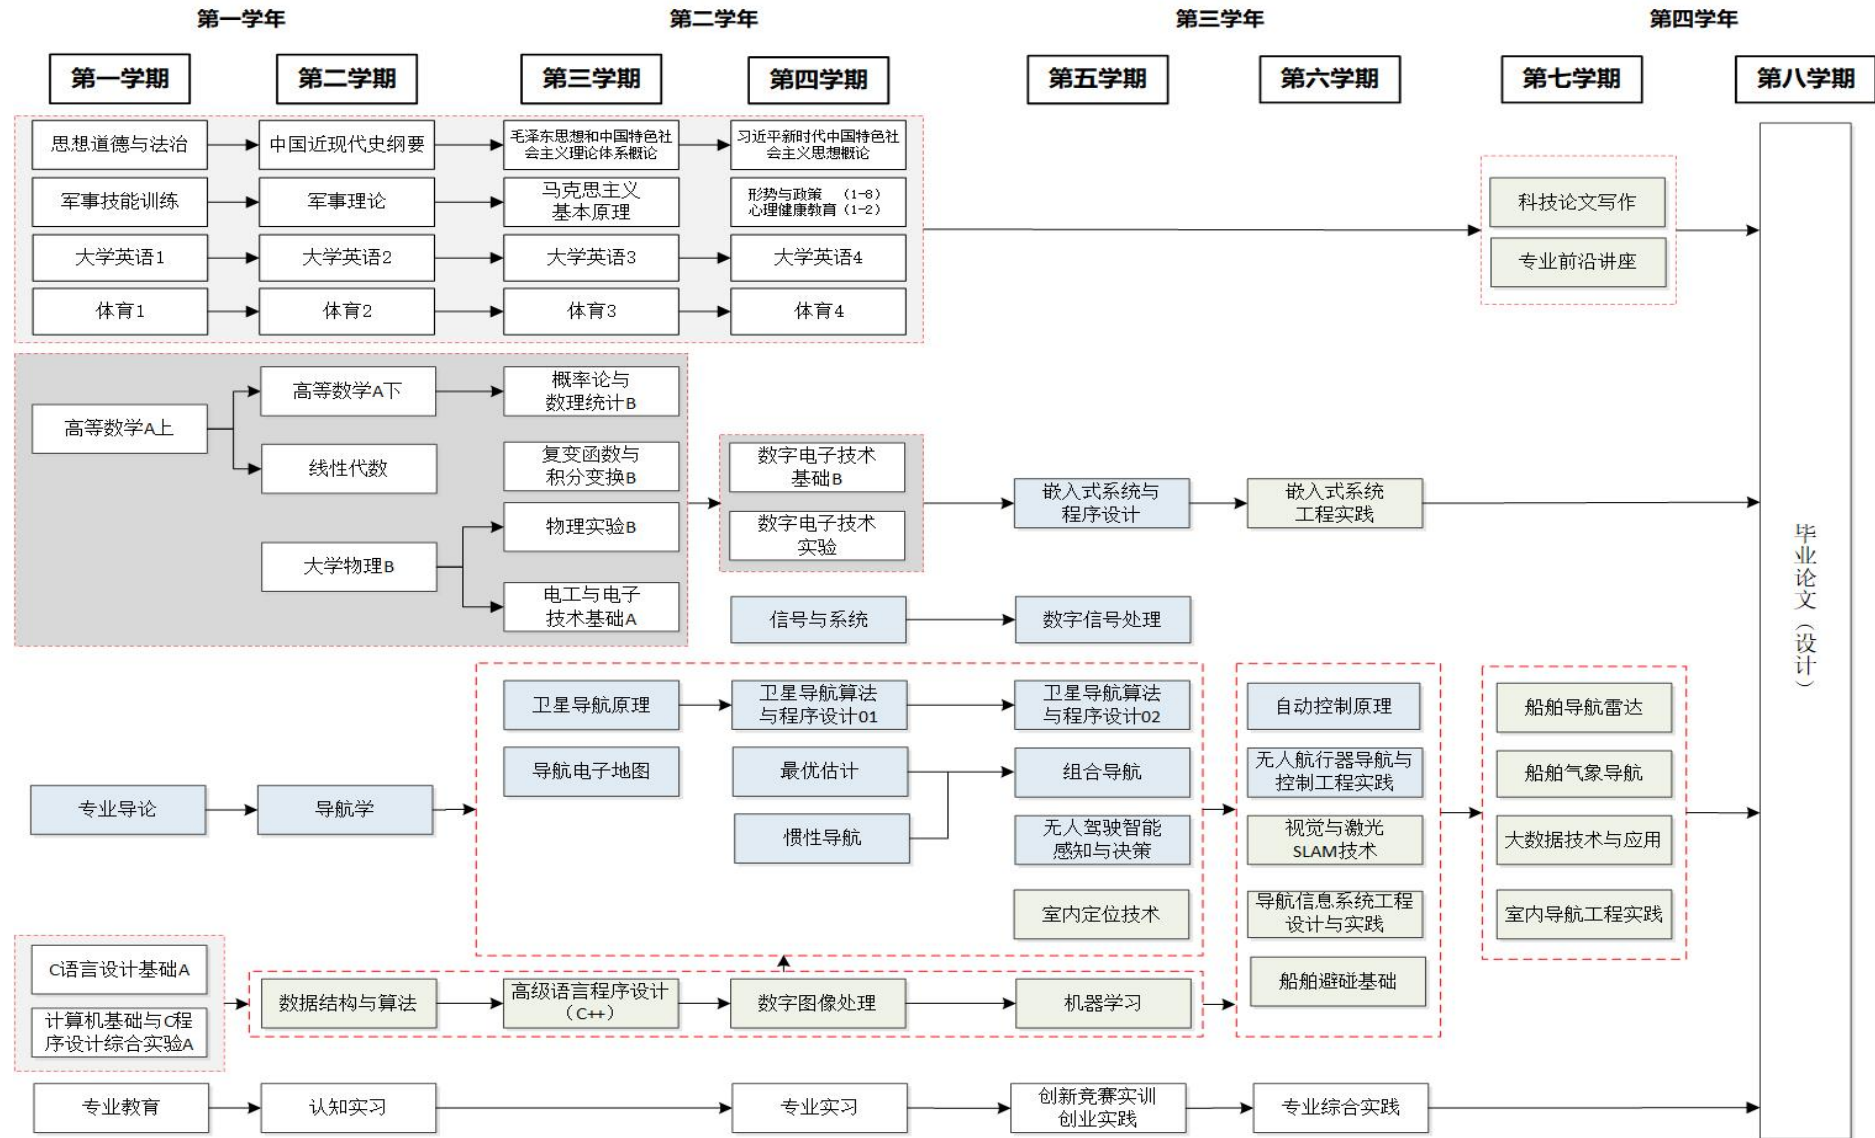 第一学年
第二学年
第三学年
第四学年
第一学期
第二学期
第三学期
第四学期
第五学期
第六学期
第七学期
第八学期
思想道德与法治
中国近现代史纲要
毛泽东思想和中国特色社
会主义理论体系概论
习近平新时代中国特色社
会主义思想概论
军事技能训练
军事理论
马克思主义
基本原理
形势与政策 （1-8）
心理健康教育（1-2）
科技论文写作
大学英语1
大学英语2
大学英语3
大学英语4
专业前沿讲座
体育1
体育2
体育3
体育4
高等数学A上
高等数学A下
概率论与
数理统计B
线性代数
复变函数与
积分变换B
数字电子技术
基础B
嵌入式系统与
程序设计
嵌入式系统
工程实践
大学物理B
物理实验B
数字电子技术
实验
电工与电子
技术基础A
信号与系统
数字信号处理
毕业论文（设计）
卫星导航原理
卫星导航算法
与程序设计01
卫星导航算法
与程序设计02
自动控制原理
船舶导航雷达
导航电子地图
最优估计
组合导航
无人航行器导航与
控制工程实践
船舶气象导航
专业导论
导航学
惯性导航
无人驾驶智能
感知与决策
视觉与激光
SLAM技术
大数据技术与应用
室内定位技术
导航信息系统工程
设计与实践
室内导航工程实践
C语言设计基础A
计算机基础与C程
序设计综合实验A
数据结构与算法
高级语言程序设计
（C++）
数字图像处理
机器学习
船舶避碰基础
专业教育
认知实习
专业实习
创新竞赛实训
创业实践
专业综合实践